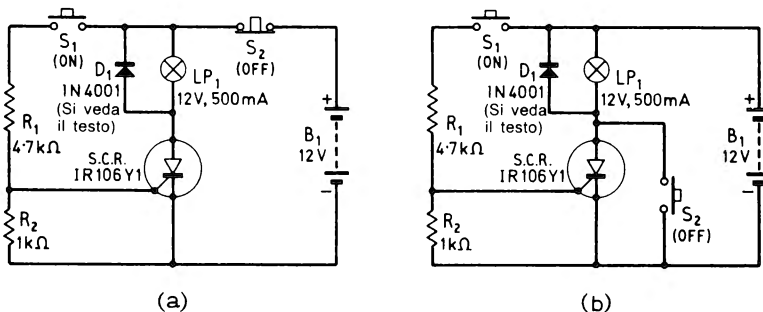 S1
(ON)
S2
(OFF)
D1
1N4001
(Si veda
il testo)
LP1
12V, 500mA
R1
4·7kΩ
+
B1
12V
−
S.C.R.
IR106Y1
R2
1kΩ
(a)
S1
(ON)
D1
1N4001
(Si veda
il testo)
LP1
12V, 500mA
R1
4·7kΩ
+
B1
12V
−
S.C.R.
IR106Y1
S2
(OFF)
R2
1kΩ
(b)